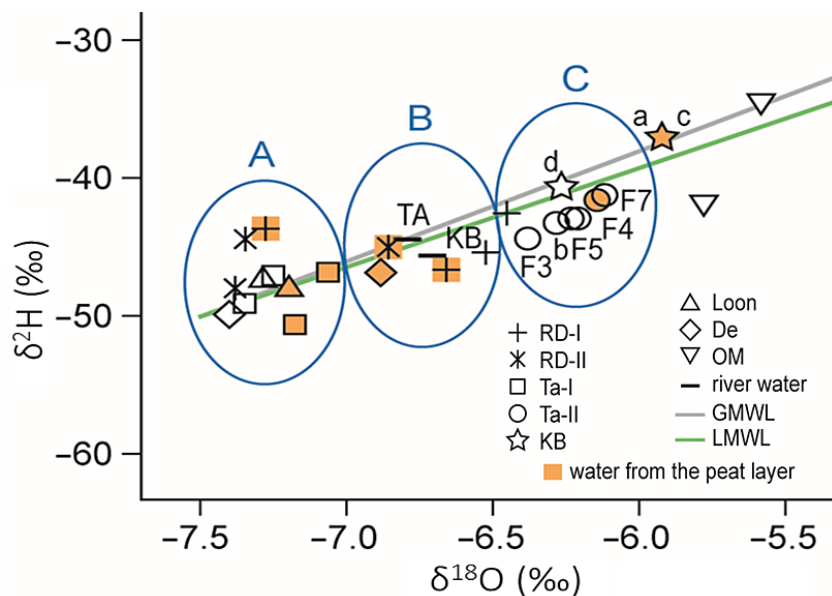 −30
−40
−50
−60
δ²H (‰)
−7.5
−7.0
−6.5
−6.0
−5.5
δ¹⁸O (‰)
A
B
C
TA
KB
d
a c
F7
F4
bF5
F3
RD-I
RD-II
Ta-I
Ta-II
KB
Loon
De
OM
river water
GMWL
LMWL
water from the peat layer